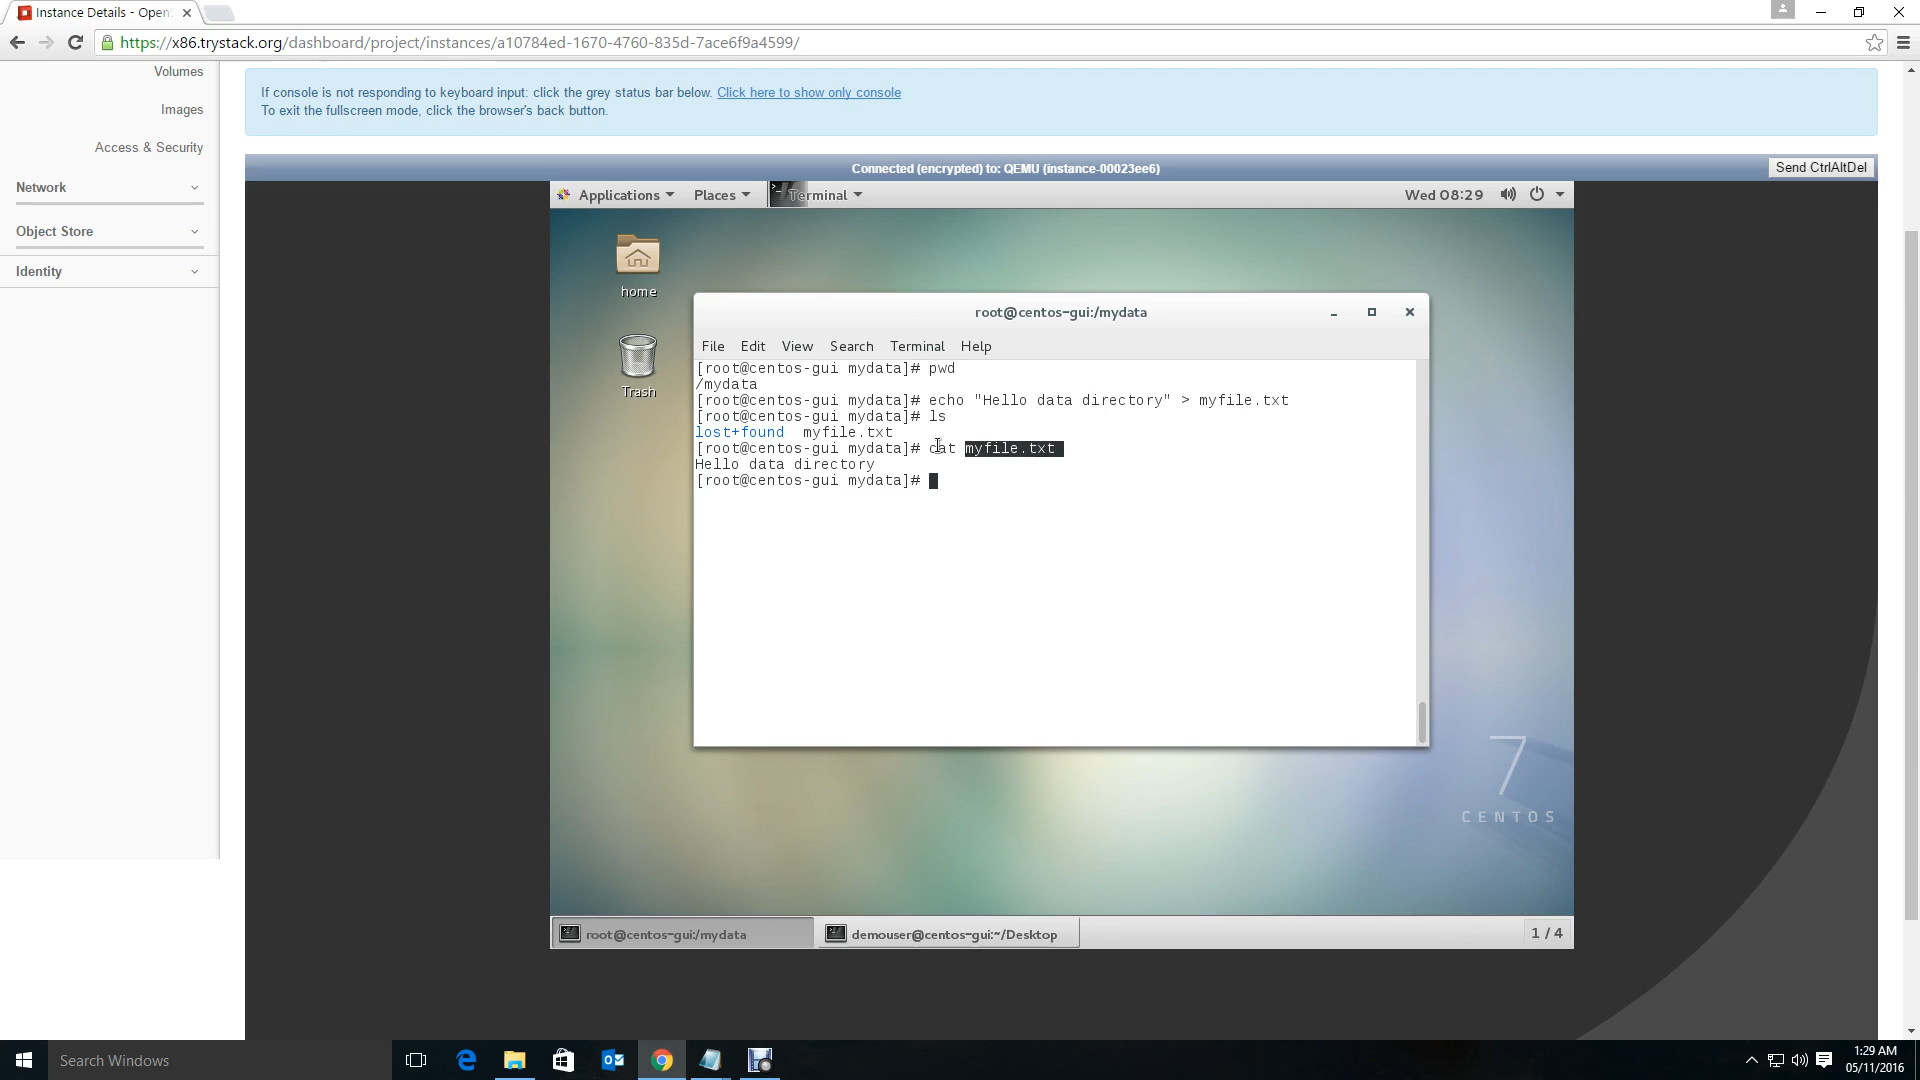 Instance Details - Open
https://x86.trystack.org/dashboard/project/instances/a10784ed-1670-4760-835d-7ace6f9a4599/
Volumes
Images
Access & Security
Network
Object Store
Identity
If console is not responding to keyboard input: click the grey status bar below. Click here to show only console
To exit the fullscreen mode, click the browser's back button.
Connected (encrypted) to: QEMU (instance-00023ee6)
Send CtrlAltDel
Applications Places Terminal Wed 08:29
home
Trash
root@centos-gui:/mydata
File Edit View Search Terminal Help
[root@centos-gui mydata]# pwd
/mydata
[root@centos-gui mydata]# echo "Hello data directory" > myfile.txt
[root@centos-gui mydata]# ls
lost+found myfile.txt
[root@centos-gui mydata]# cat myfile.txt
Hello data directory
[root@centos-gui mydata]#
7
CENTOS
root@centos-gui:/mydata demouser@centos-gui:~/Desktop 1 / 4
Search Windows
1:29 AM
05/11/2016